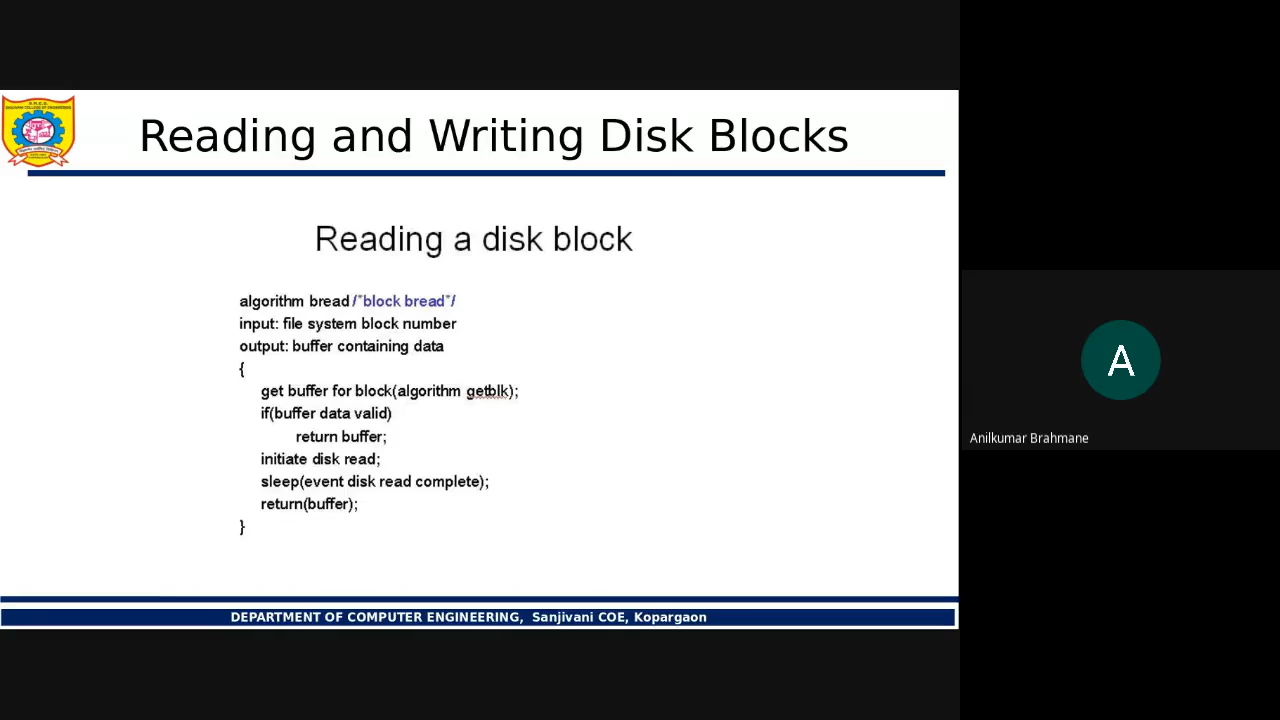 Reading and Writing Disk Blocks
Reading a disk block
algorithm bread /*block bread*/
input: file system block number
output: buffer containing data
{
get buffer for block(algorithm getblk);
if(buffer data valid)
return buffer;
initiate disk read;
sleep(event disk read complete);
return(buffer);
}
DEPARTMENT OF COMPUTER ENGINEERING, Sanjivani COE, Kopargaon
A
Anilkumar Brahmane